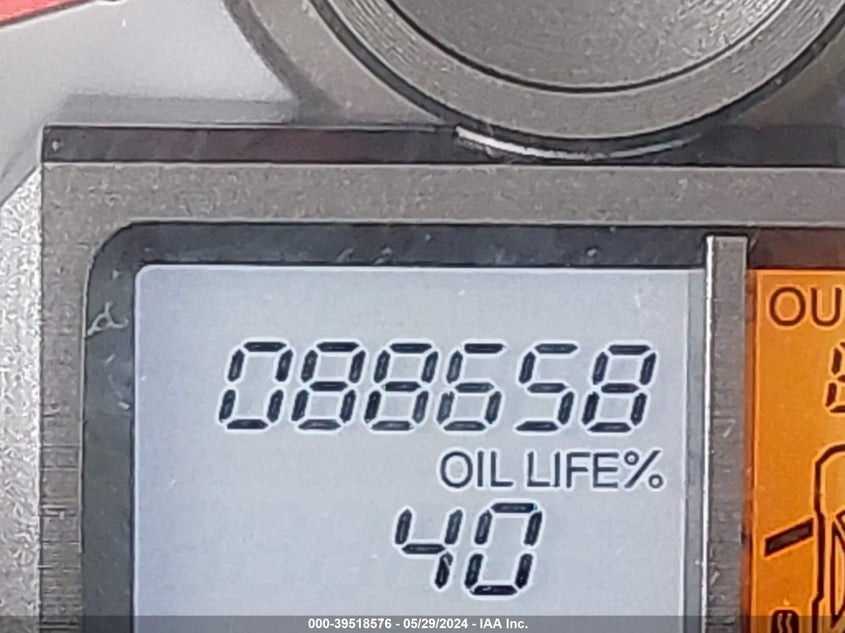 088658
OIL LIFE%
40
OU
000-39518576 - 05/29/2024 - IAA Inc.